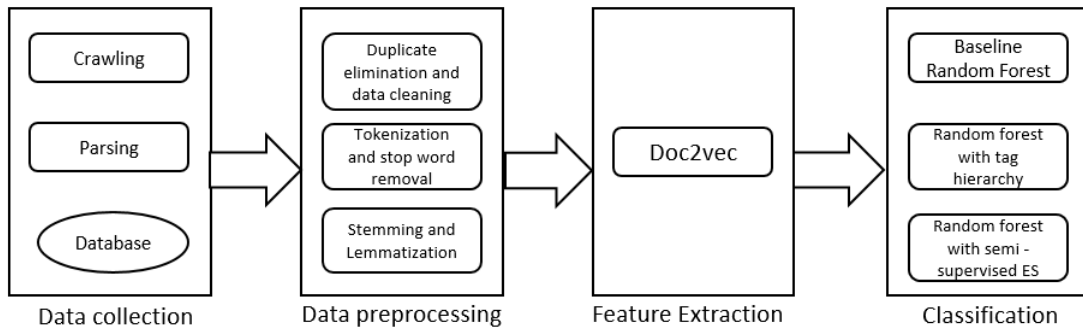 Crawling
Parsing
Database
Data collection
Duplicate
elimination and
data cleaning
Tokenization
and stop word
removal
Stemming and
Lemmatization
Data preprocessing
Doc2vec
Feature Extraction
Baseline
Random Forest
Random forest
with tag
hierarchy
Random forest
with semi -
supervised ES
Classification